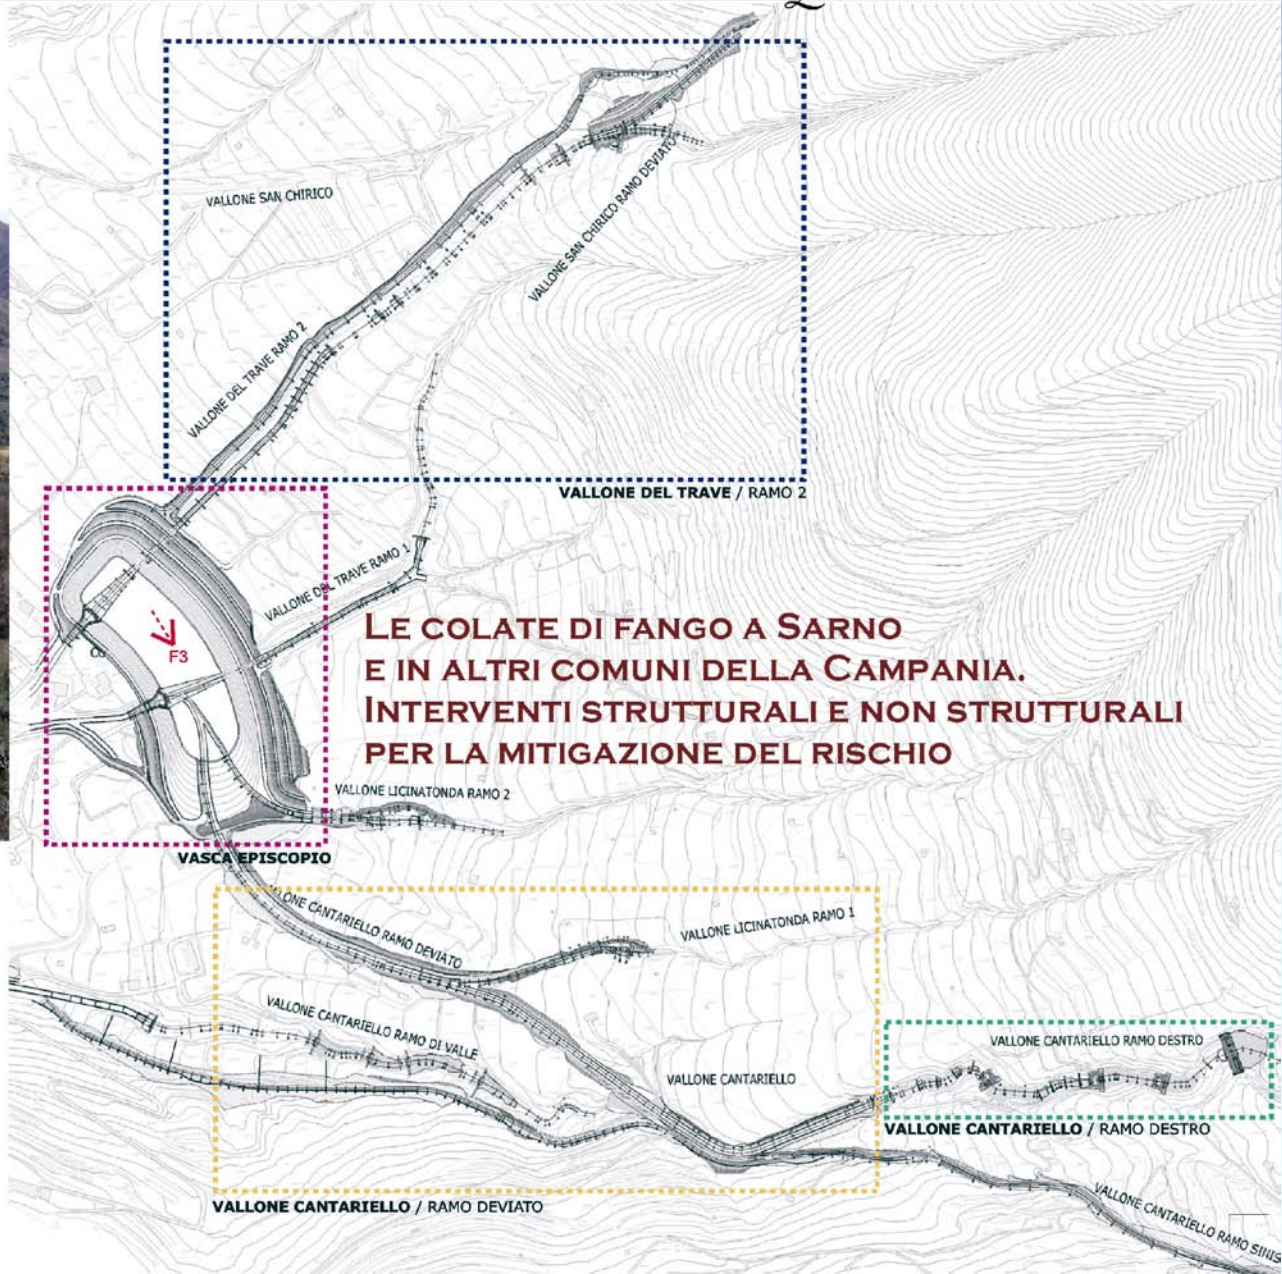 VALLONE SAN CHIRICO
VALLONE SAN CHIRICO RAMO DEVIATO
VALLONE DEL TRAVE RAMO 2
VALLONE DEL TRAVE / RAMO 2
VALLONE DEL TRAVE RAMO 1
F3
LE COLATE DI FANGO A SARNO
E IN ALTRI COMUNI DELLA CAMPANIA.
INTERVENTI STRUTTURALI E NON STRUTTURALI
PER LA MITIGAZIONE DEL RISCHIO
VALLONE LICINATONDA RAMO 2
VASCA EPISCOPIO
LONE CANTARIELLO RAMO DEVIATO
VALLONE LICINATONDA RAMO 1
VALLONE CANTARIELLO RAMO DI VALLE
VALLONE CANTARIELLO RAMO DESTRO
VALLONE CANTARIELLO
VALLONE CANTARIELLO / RAMO DESTRO
VALLONE CANTARIELLO / RAMO DEVIATO
VALLONE CANTARIELLO RAMO SINIS